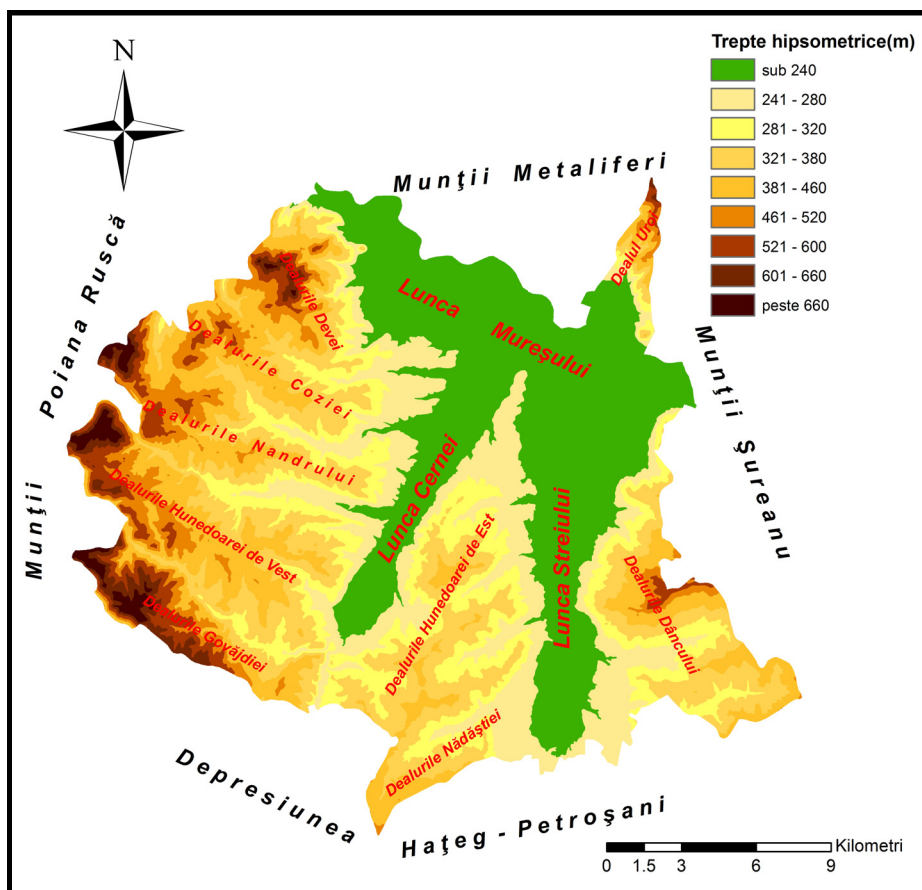 Trepte hipsometrice(m)
sub 240
241 - 280
281 - 320
321 - 380
381 - 460
461 - 520
521 - 600
601 - 660
peste 660
N
Munţii Metaliferi
Poiana Ruscă
Munţii
Munţii Şureanu
Depresiunea
Haţeg - Petroşani
Dealul Uroi
Dealurile Devei
Lunca
Mureşului
Dealurile Coziei
Dealurile Nandrului
Lunca Cernei
Dealurile Hunedoarei de Vest
Dealurile Hunedoarei de Est
Lunca Streiului
Dealurile Dâncului
Dealurile Govăjdiei
Dealurile Nădăştiei
Kilometri
0 1.5 3 6 9